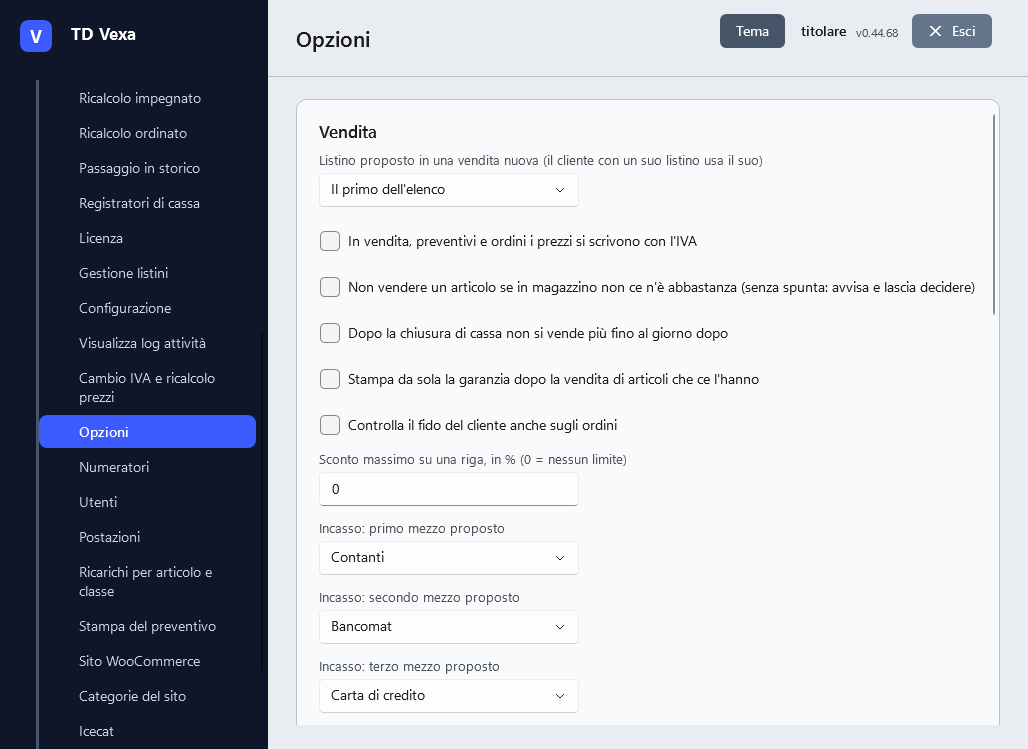 V
TD Vexa
Ricalcolo impegnato
Ricalcolo ordinato
Passaggio in storico
Registratori di cassa
Licenza
Gestione listini
Configurazione
Visualizza log attività
Cambio IVA e ricalcolo
prezzi
Opzioni
Numeratori
Utenti
Postazioni
Ricarichi per articolo e
classe
Stampa del preventivo
Sito WooCommerce
Categorie del sito
Icecat
Opzioni
Tema
titolare
v0.44.68
Esci
Vendita
Listino proposto in una vendita nuova (il cliente con un suo listino usa il suo)
Il primo dell'elenco
In vendita, preventivi e ordini i prezzi si scrivono con l'IVA
Non vendere un articolo se in magazzino non ce n'è abbastanza (senza spunta: avvisa e lascia decidere)
Dopo la chiusura di cassa non si vende più fino al giorno dopo
Stampa da sola la garanzia dopo la vendita di articoli che ce l'hanno
Controlla il fido del cliente anche sugli ordini
Sconto massimo su una riga, in % (0 = nessun limite)
0
Incasso: primo mezzo proposto
Contanti
Incasso: secondo mezzo proposto
Bancomat
Incasso: terzo mezzo proposto
Carta di credito